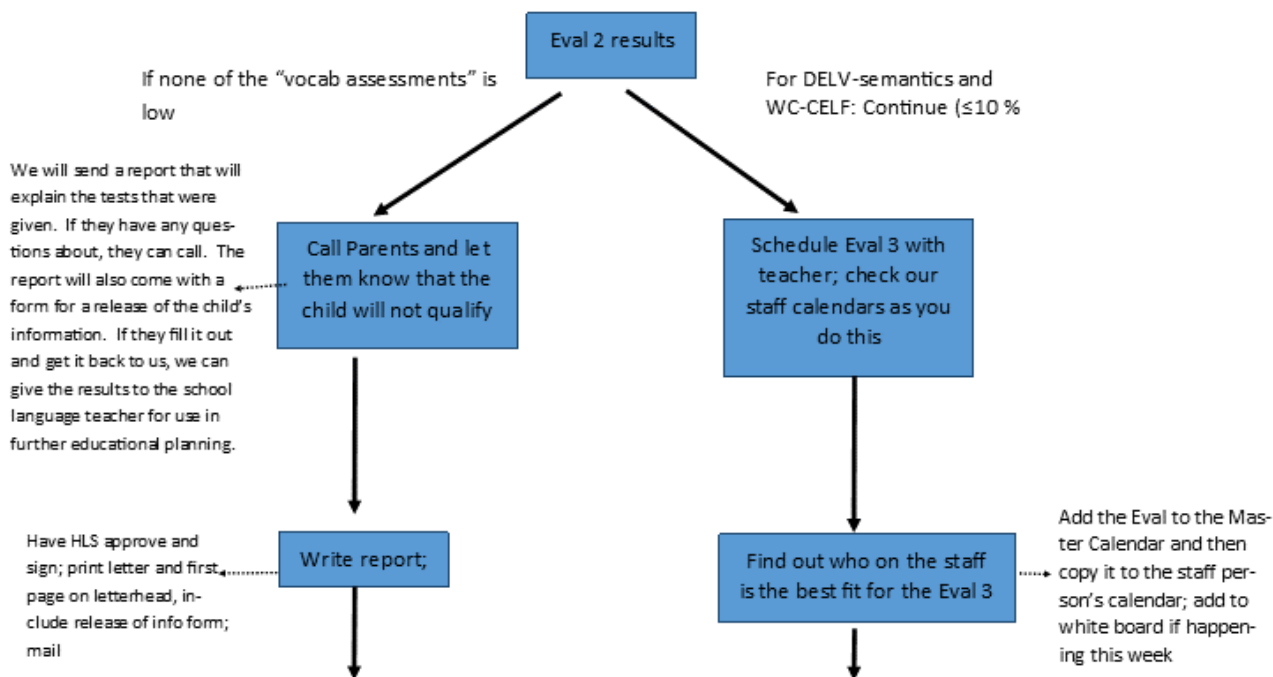 Eval 2 results
If none of the “vocab assessments” is
low
For DELV-semantics and
WC-CELF: Continue (≤10 %
We will send a report that will
explain the tests that were
given. If they have any ques-
tions about, they can call. The
report will also come with a
form for a release of the child’s
information. If they fill it out
and get it back to us, we can
give the results to the school
language teacher for use in
further educational planning.
Call Parents and let
them know that the
child will not qualify
Schedule Eval 3 with
teacher; check our
staff calendars as you
do this
Have HLS approve and
sign; print letter and first
page on letterhead, in-
clude release of info form;
mail
Write report;
Find out who on the staff
is the best fit for the Eval 3
Add the Eval to the Mas-
ter Calendar and then
copy it to the staff per-
son’s calendar; add to
white board if happen-
ing this week